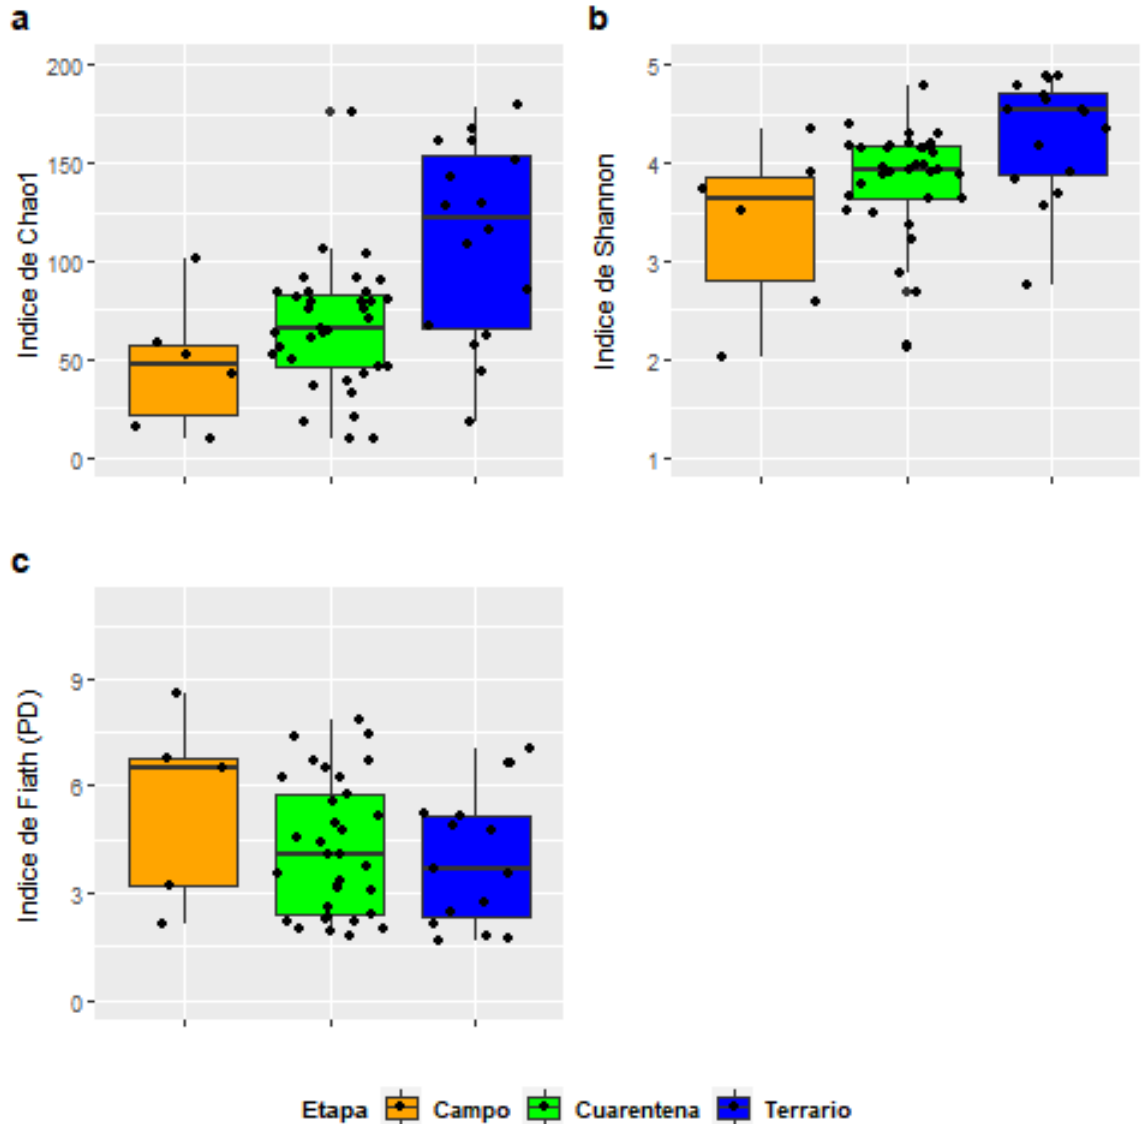 a
Indice de Chao1
200
150
100
50
0
b
Indice de Shannon
5
4
3
2
1
c
Indice de Fiath (PD)
9
6
3
0
Etapa Campo Cuarentena Terrario